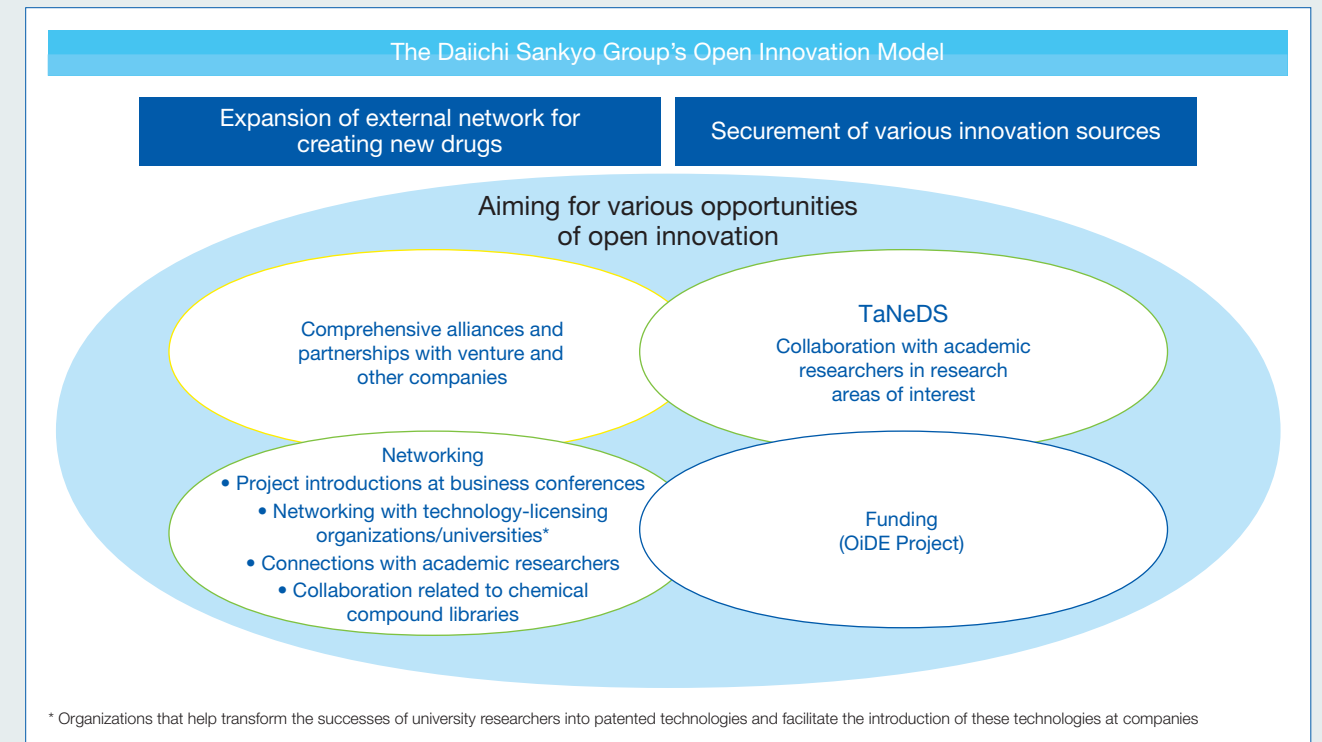 The Daiichi Sankyo Group’s Open Innovation Model
Expansion of external network for
creating new drugs
Securement of various innovation sources
Aiming for various opportunities
of open innovation
Comprehensive alliances and
partnerships with venture and
other companies
TaNeDS
Collaboration with academic
researchers in research
areas of interest
Networking
• Project introductions at business conferences
• Networking with technology-licensing
organizations/universities*
• Connections with academic researchers
• Collaboration related to chemical
compound libraries
Funding
(OiDE Project)
* Organizations that help transform the successes of university researchers into patented technologies and facilitate the introduction of these technologies at companies